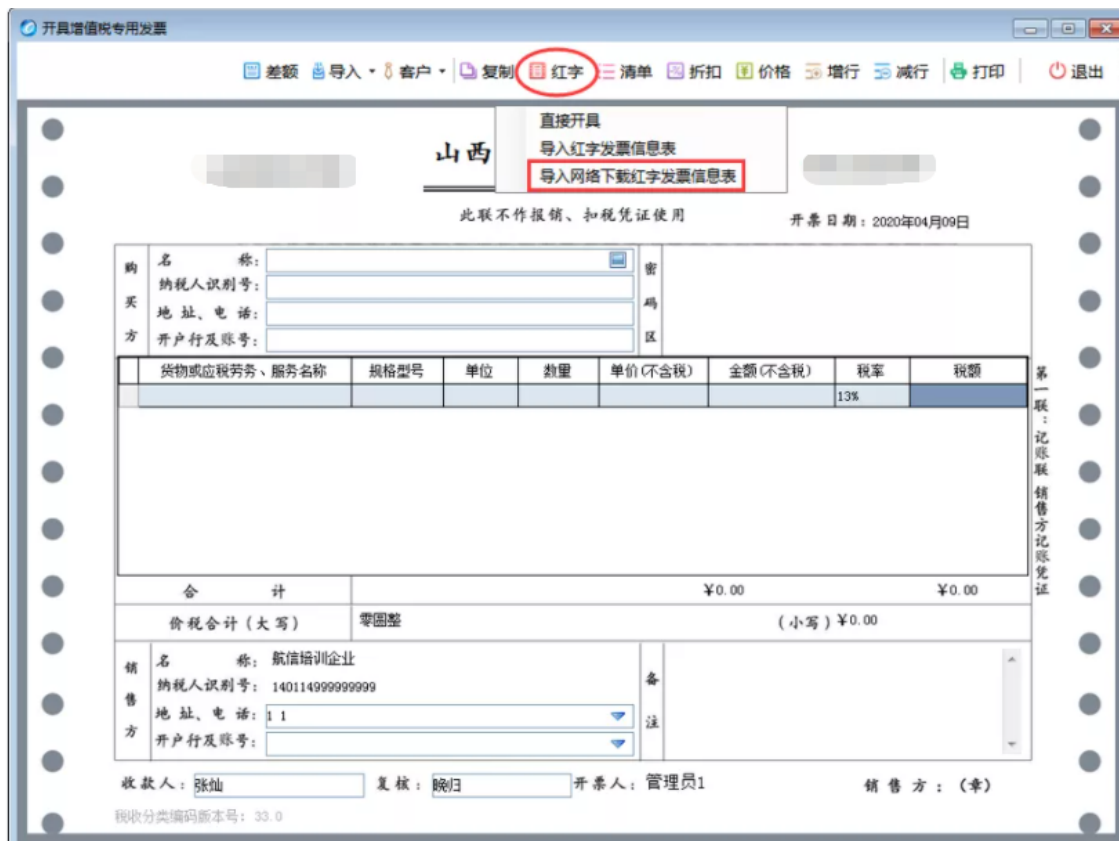 开具增值税专用发票
差额 导入 客户 复制 红字 清单 折扣 价格 增行 减行 打印 退出
直接开具
导入红字发票信息表
导入网络下载红字发票信息表
山西
此联不作报销、扣税凭证使用
开票日期：2020年04月09日
购买方
名称：
纳税人识别号：
地址、电话：
开户行及账号：
密码区
货物或应税劳务、服务名称 规格型号 单位 数量 单价(不含税) 金额(不含税) 税率 税额
13%
合计 ¥0.00 ¥0.00
价税合计(大写) 零圆整 (小写)¥0.00
销售方
名称：航信培训企业
纳税人识别号：140114999999999
地址、电话：1 1
开户行及账号：
备注
第一联：记账联 销售方记账凭证
收款人：张灿 复核：晚归 开票人：管理员1 销售方：(章)
税收分类编码版本号：33.0